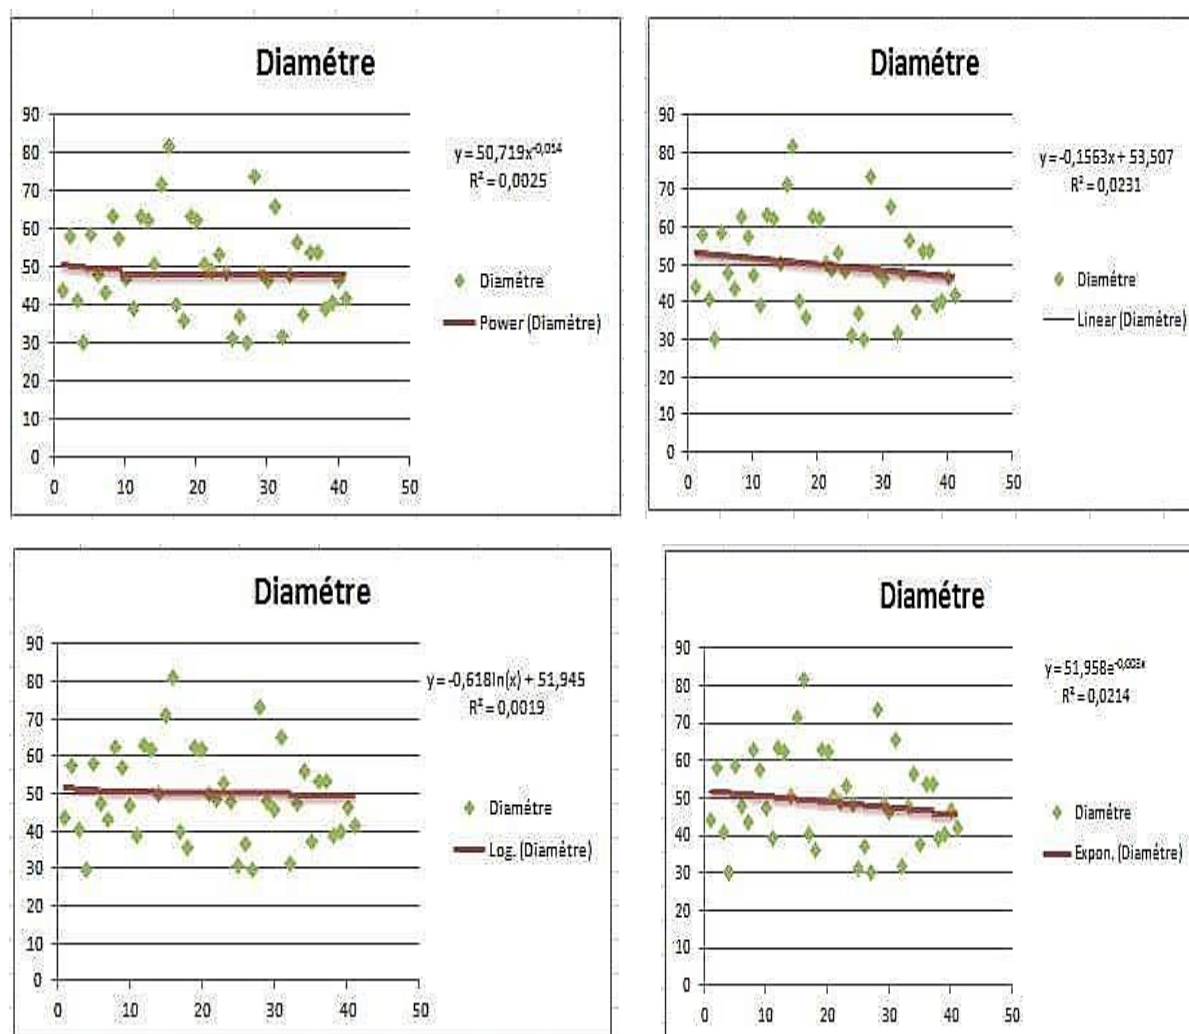 Diamétre
90
80
70
60
50
40
30
20
10
0
0 10 20 30 40 50
y = 50,719x-0,014
R² = 0,0025
Diamétre
Power (Diamétre)
Diamétre
90
80
70
60
50
40
30
20
10
0
0 10 20 30 40 50
y = -0,1563x + 53,507
R² = 0,0231
Diamétre
Linear (Diamétre)
Diamétre
90
80
70
60
50
40
30
20
10
0
0 10 20 30 40 50
y = -0,618ln(x) + 51,945
R² = 0,0019
Diamétre
Log. (Diamétre)
Diamétre
90
80
70
60
50
40
30
20
10
0
0 10 20 30 40 50
y = 51,958e-0,003x
R² = 0,0214
Diamétre
Expon. (Diamétre)